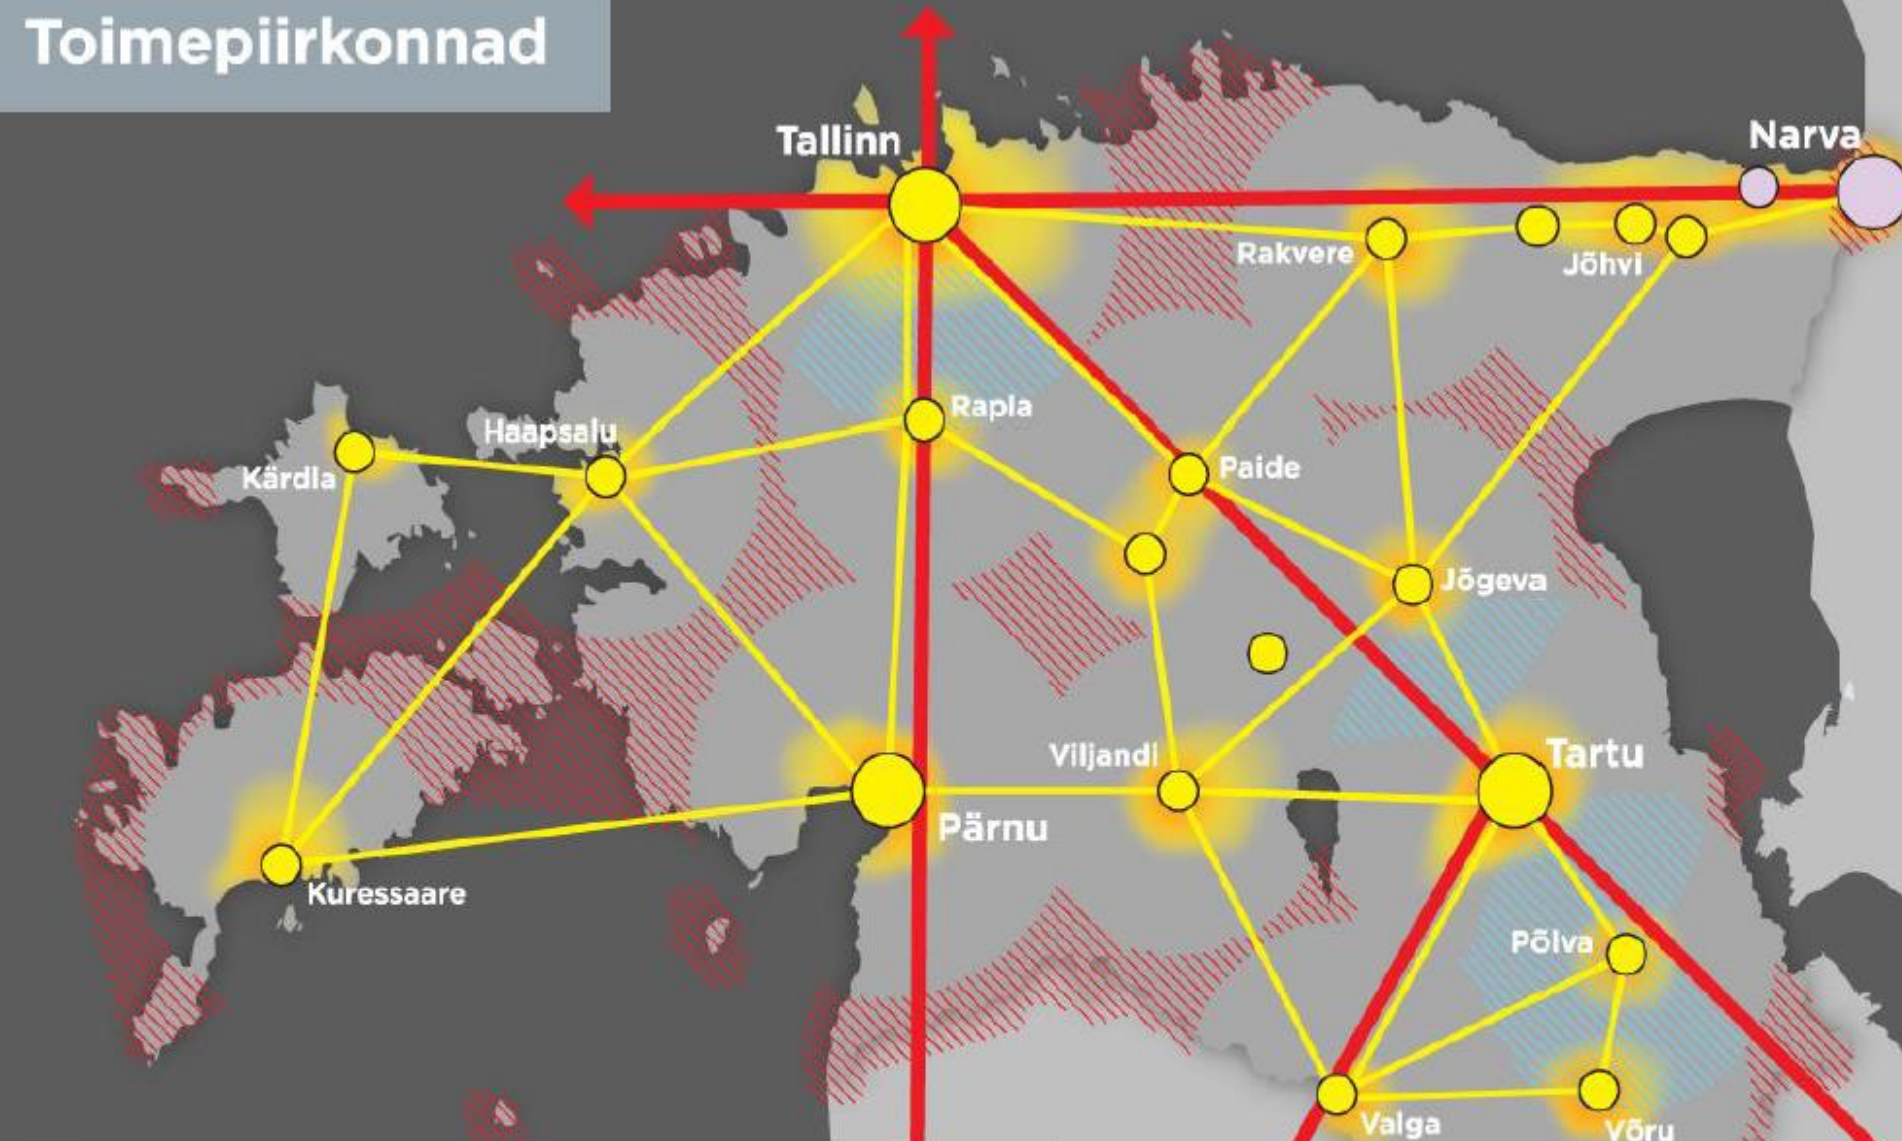 Toimepiirkonnad
Tallinn
Narva
Rakvere
Jõhvi
Rapla
Haapsalu
Kärdla
Paide
Jõgeva
Viljandi
Tartu
Pärnu
Kuressaare
Põlva
Valga
Võru